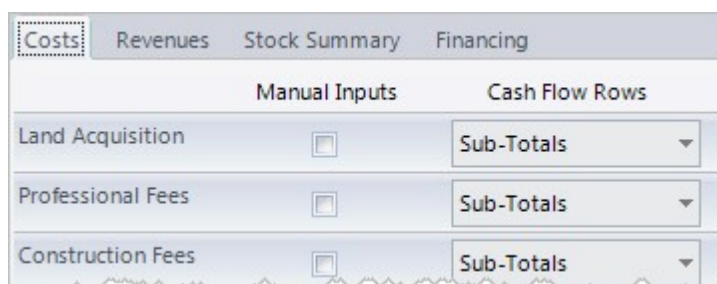 Costs Revenues Stock Summary Financing
Manual Inputs Cash Flow Rows
Land Acquisition Sub-Totals
Professional Fees Sub-Totals
Construction Fees Sub-Totals